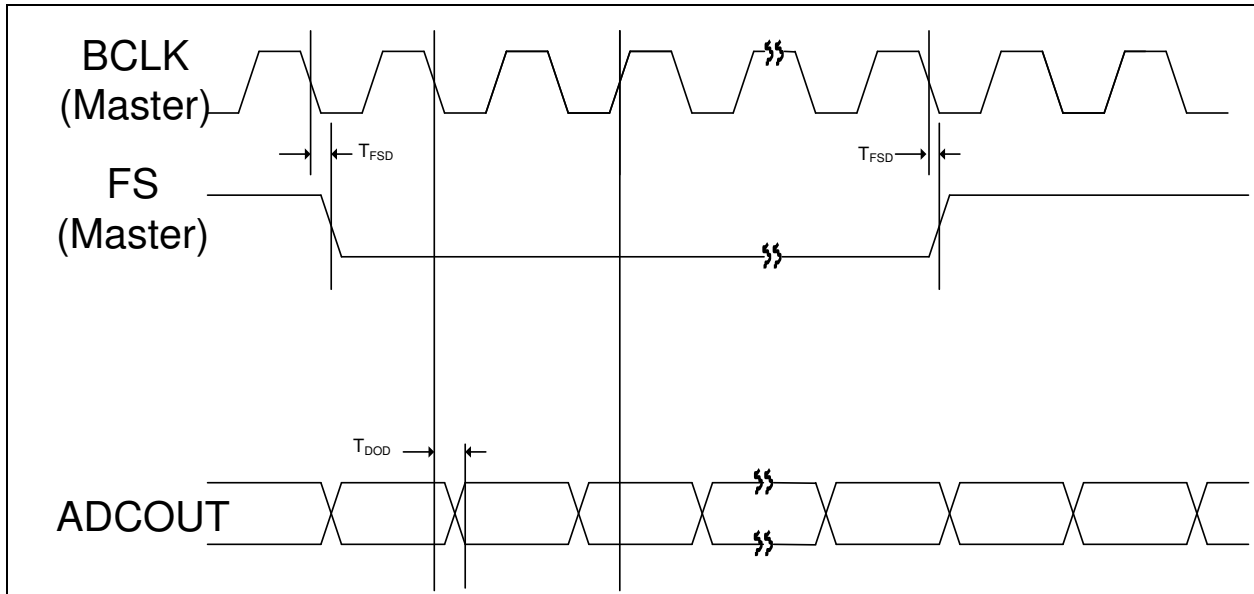 BCLK
(Master)
TFSD
TFSD
FS
(Master)
TDOD
ADCOUT